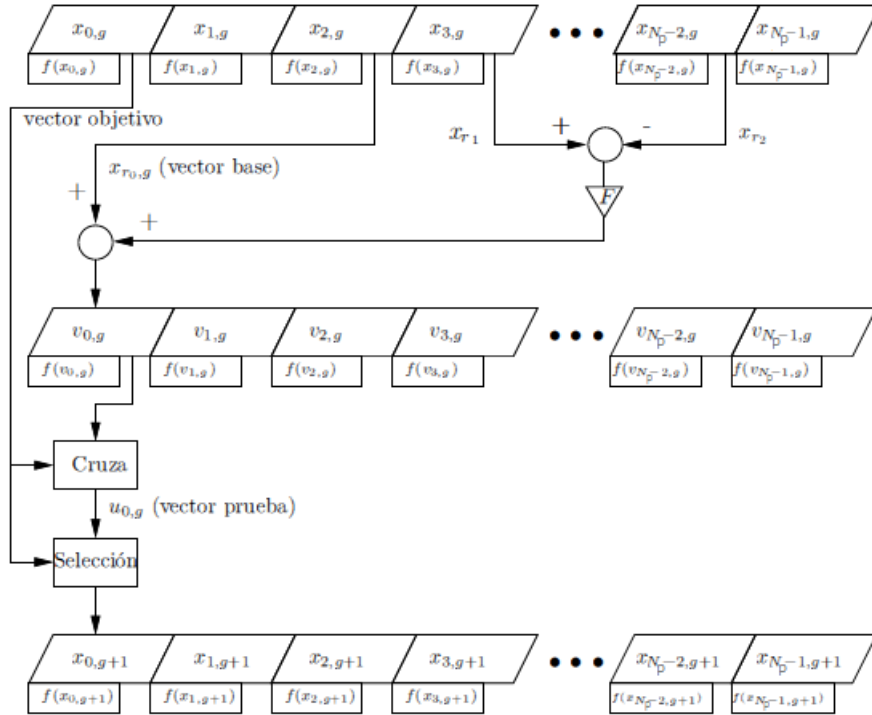 x_{0,g} x_{1,g} x_{2,g} x_{3,g} ••• x_{N_p-2,g} x_{N_p-1,g}
f(x_{0,g}) f(x_{1,g}) f(x_{2,g}) f(x_{3,g}) f(x_{N_p-2,g}) f(x_{N_p-1,g})
vector objetivo
x_{r_1} + - x_{r_2}
x_{r_0,g} (vector base)
F
+ +
v_{0,g} v_{1,g} v_{2,g} v_{3,g} ••• v_{N_p-2,g} v_{N_p-1,g}
f(v_{0,g}) f(v_{1,g}) f(v_{2,g}) f(v_{3,g}) f(v_{N_p-2,g}) f(v_{N_p-1,g})
Cruza
u_{0,g} (vector prueba)
Selección
x_{0,g+1} x_{1,g+1} x_{2,g+1} x_{3,g+1} ••• x_{N_p-2,g+1} x_{N_p-1,g+1}
f(x_{0,g+1}) f(x_{1,g+1}) f(x_{2,g+1}) f(x_{3,g+1}) f(x_{N_p-2,g+1}) f(x_{N_p-1,g+1})